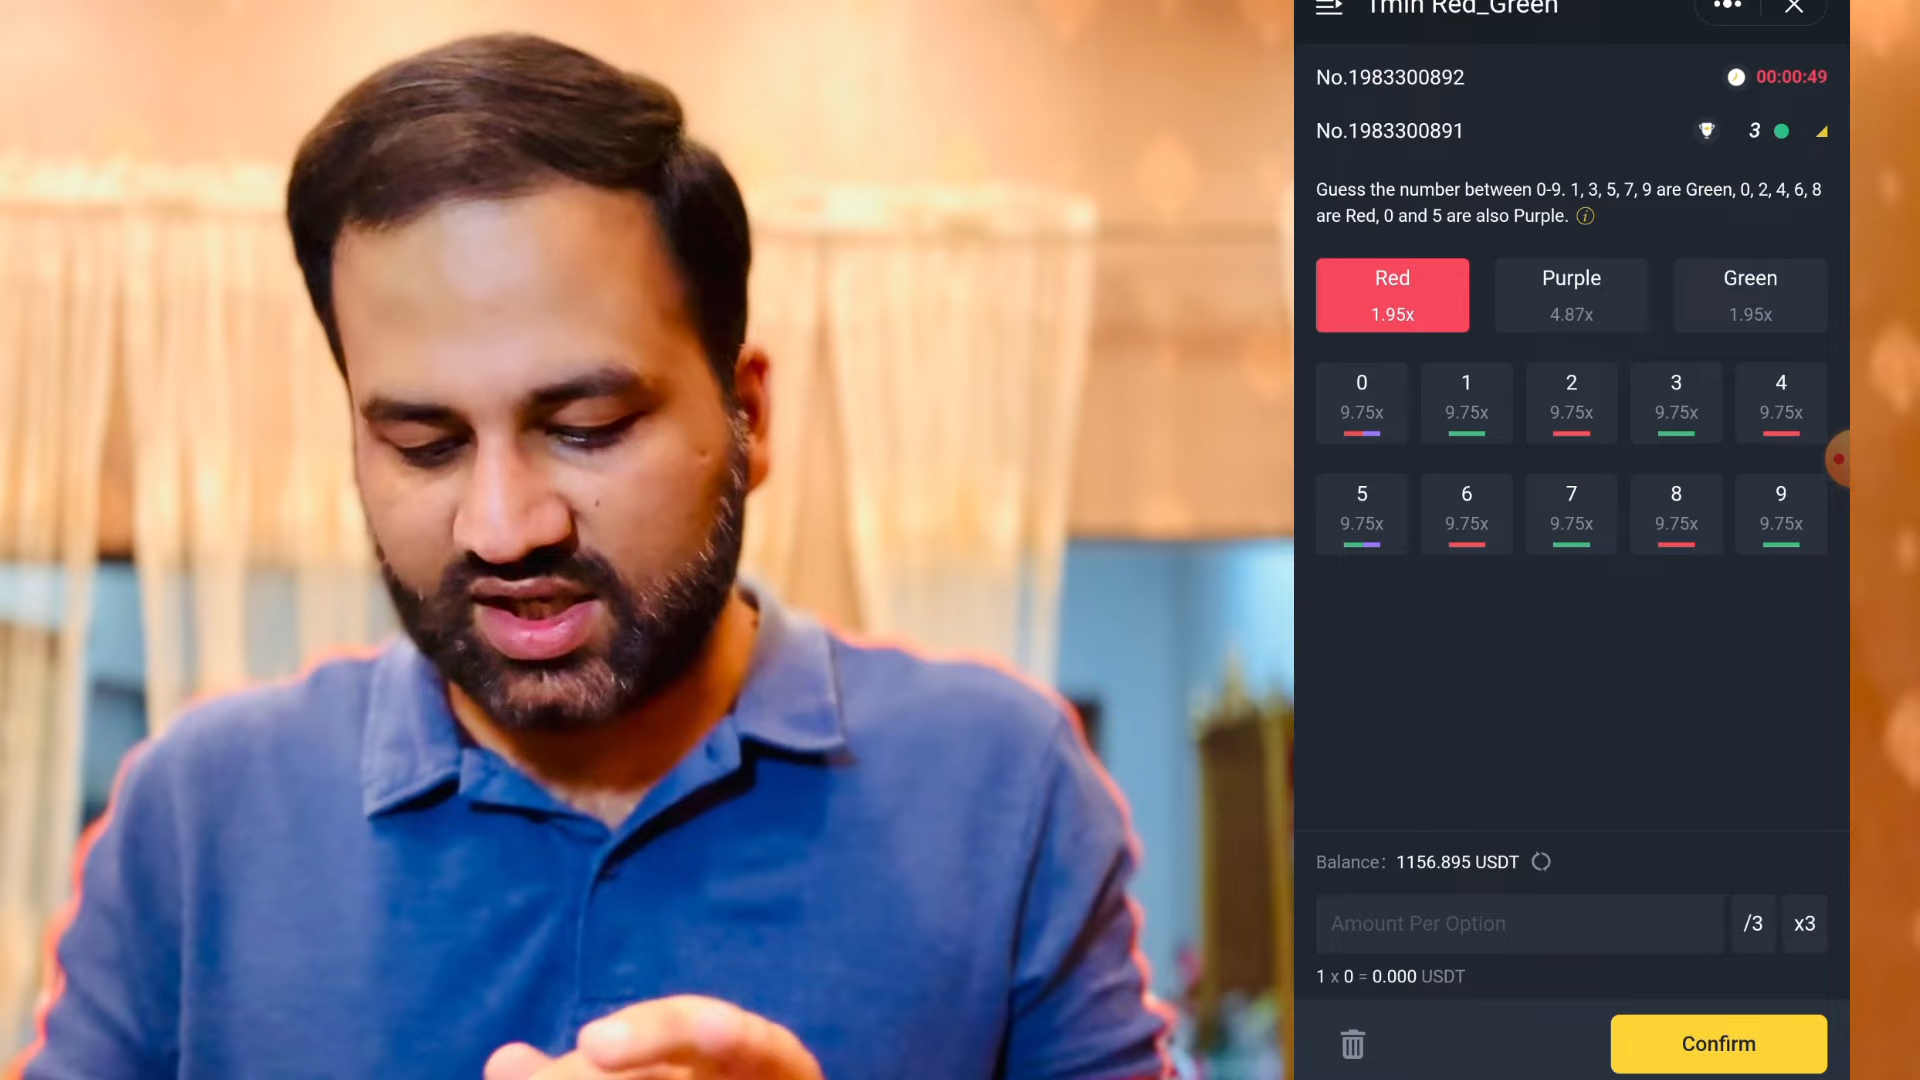 1min Red_Green
No.1983300892
00:00:49
No.1983300891
3
Guess the number between 0-9. 1, 3, 5, 7, 9 are Green, 0, 2, 4, 6, 8
are Red, 0 and 5 are also Purple.
Red
Purple
Green
1.95x
4.87x
1.95x
0
1
2
3
4
9.75x
9.75x
9.75x
9.75x
9.75x
5
6
7
8
9
9.75x
9.75x
9.75x
9.75x
9.75x
Balance: 1156.895 USDT
Amount Per Option
/3
x3
1 x 0 = 0.000 USDT
Confirm